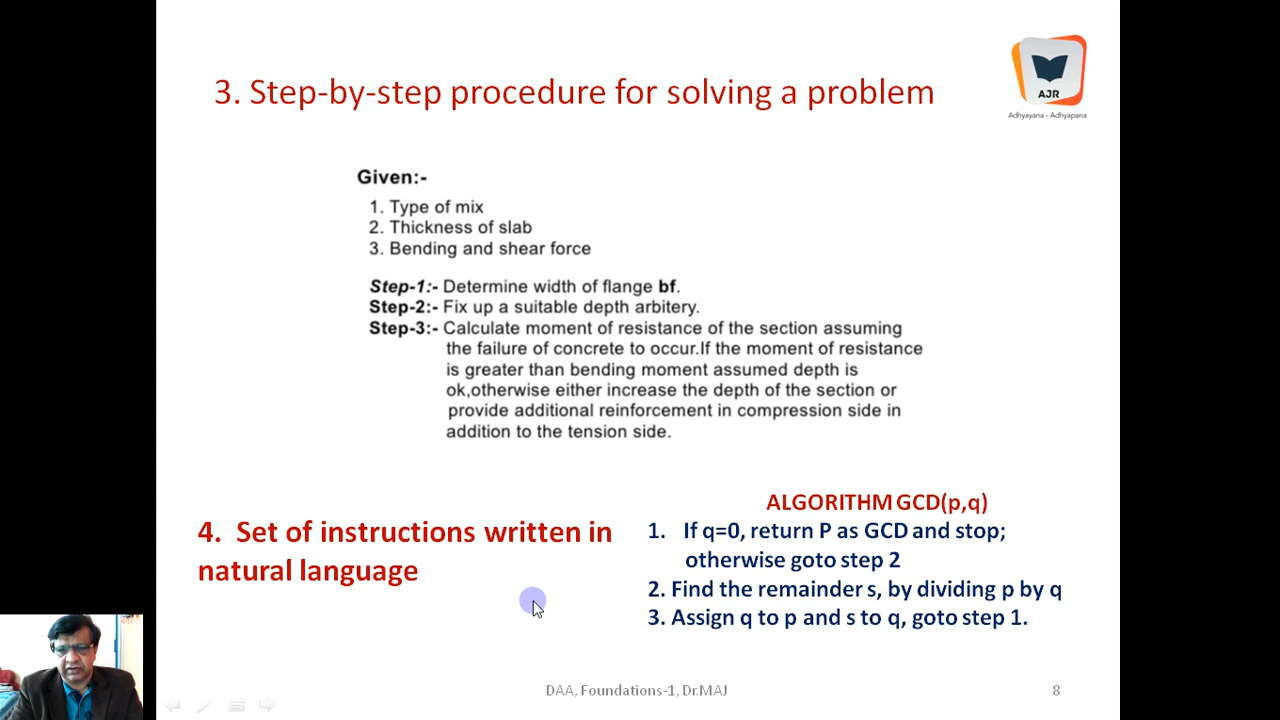 3. Step-by-step procedure for solving a problem
AJR
Adhyayana - Adhyapana
Given:-
1. Type of mix
2. Thickness of slab
3. Bending and shear force
Step-1:- Determine width of flange bf.
Step-2:- Fix up a suitable depth arbitery.
Step-3:- Calculate moment of resistance of the section assuming
the failure of concrete to occur.If the moment of resistance
is greater than bending moment assumed depth is
ok,otherwise either increase the depth of the section or
provide additional reinforcement in compression side in
addition to the tension side.
4. Set of instructions written in
natural language
ALGORITHM GCD(p,q)
1. If q=0, return P as GCD and stop;
otherwise goto step 2
2. Find the remainder s, by dividing p by q
3. Assign q to p and s to q, goto step 1.
DAA, Foundations-1, Dr.MAJ
8